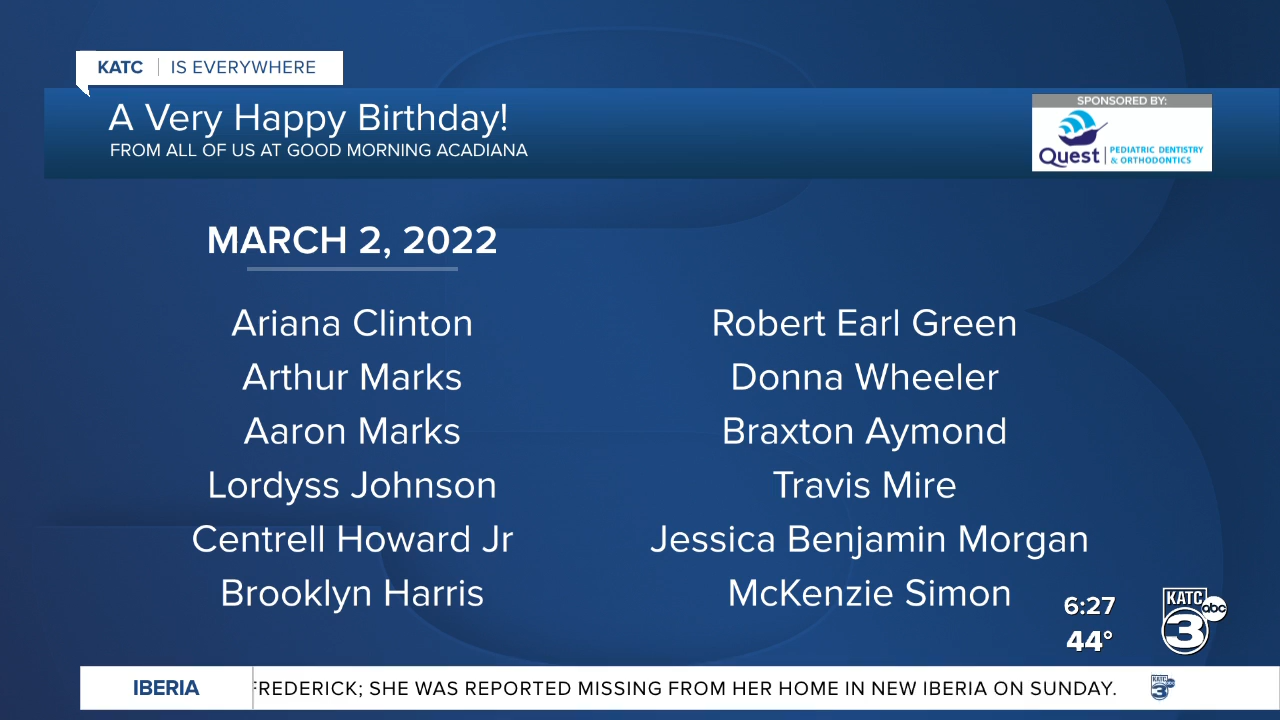 KATC IS EVERYWHERE
A Very Happy Birthday!
FROM ALL OF US AT GOOD MORNING ACADIANA
SPONSORED BY:
Quest PEDIATRIC DENTISTRY
& ORTHODONTICS
MARCH 2, 2022
Ariana Clinton
Arthur Marks
Aaron Marks
Lordyss Johnson
Centrell Howard Jr
Brooklyn Harris
Robert Earl Green
Donna Wheeler
Braxton Aymond
Travis Mire
Jessica Benjamin Morgan
McKenzie Simon
6:27
44°
KATC
abc
3
IBERIA FREDERICK; SHE WAS REPORTED MISSING FROM HER HOME IN NEW IBERIA ON SUNDAY. KATC abc 3